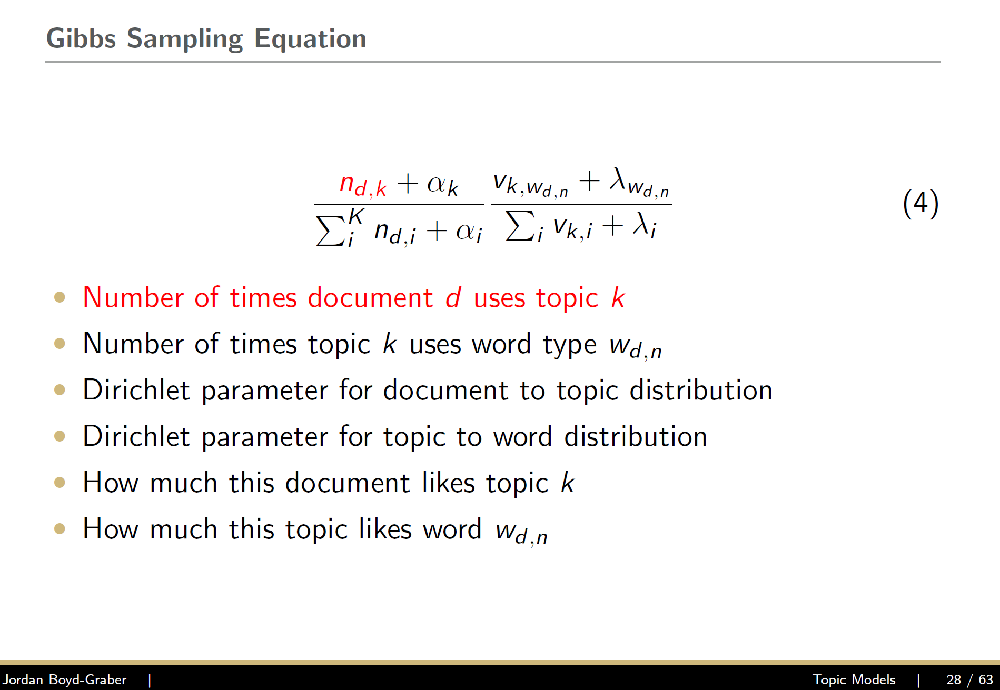 Gibbs Sampling Equation
\frac{n_{d,k} + \alpha_k}{\sum_i^K n_{d,i} + \alpha_i} \frac{v_{k,w_{d,n}} + \lambda_{w_{d,n}}}{\sum_i v_{k,i} + \lambda_i} (4)
• Number of times document d uses topic k
• Number of times topic k uses word type w_{d,n}
• Dirichlet parameter for document to topic distribution
• Dirichlet parameter for topic to word distribution
• How much this document likes topic k
• How much this topic likes word w_{d,n}
Jordan Boyd-Graber | Topic Models | 28 / 63